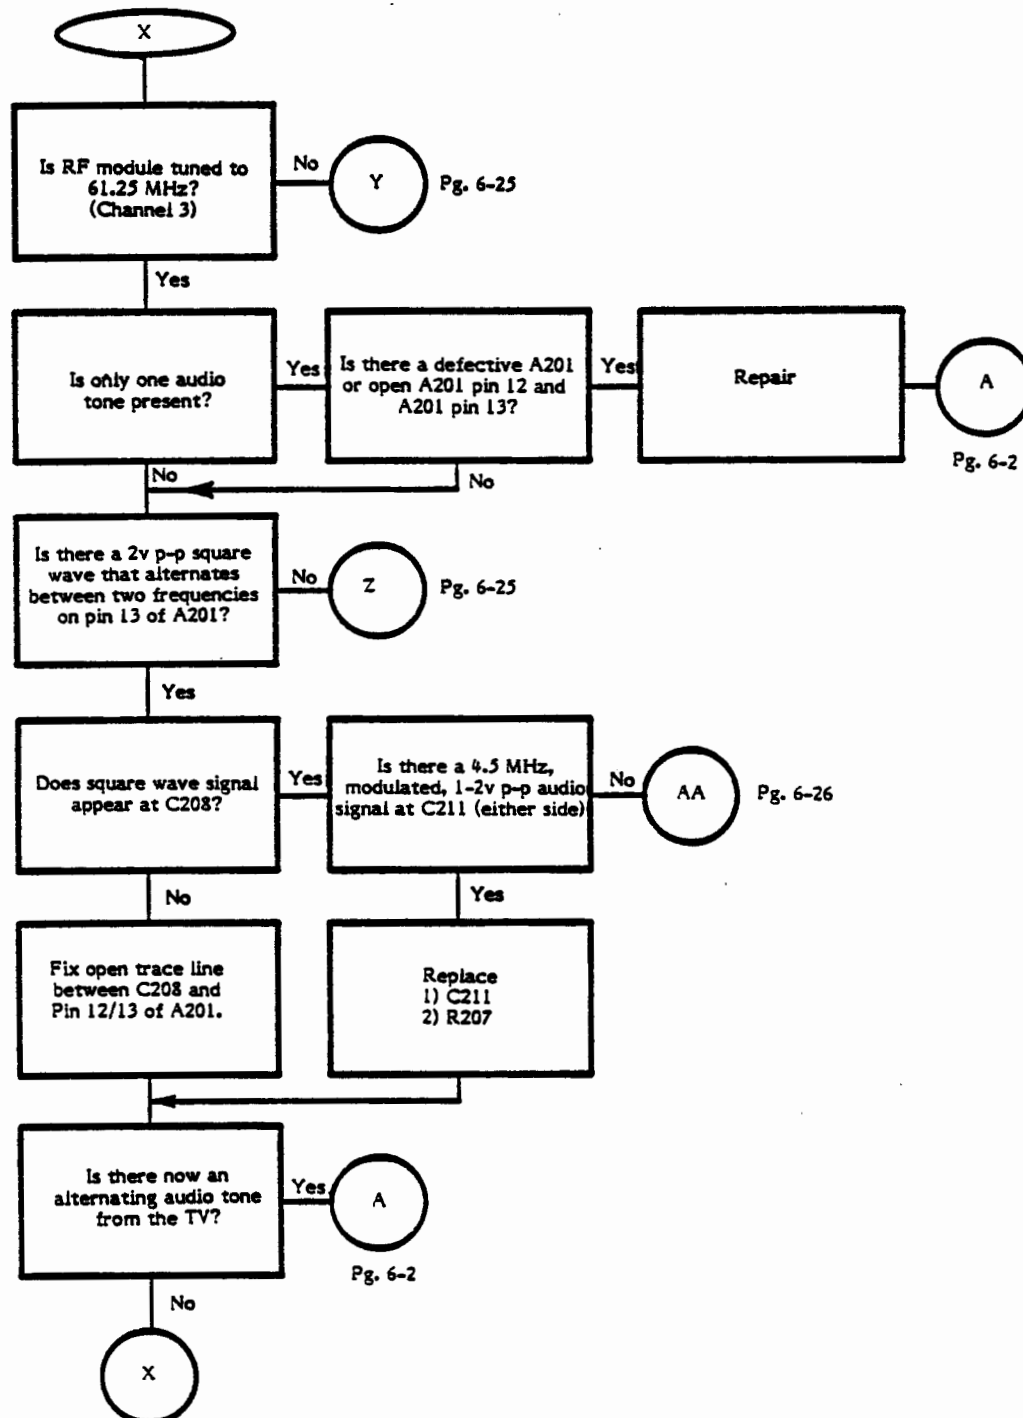 X
Is RF module tuned to
61.25 MHz?
(Channel 3)
No
Y
Pg. 6-25
Yes
Is only one audio
tone present?
Yes
Is there a defective A201
or open A201 pin 12 and
A201 pin 13?
Yes
Repair
A
Pg. 6-2
No
No
Is there a 2v p-p square
wave that alternates
between two frequencies
on pin 13 of A201?
No
Z
Pg. 6-25
Yes
Does square wave signal
appear at C208?
Yes
Is there a 4.5 MHz,
modulated, 1-2v p-p audio
signal at C211 (either side)
No
AA
Pg. 6-26
No
Yes
Fix open trace line
between C208 and
Pin 12/13 of A201.
Replace
1) C211
2) R207
Is there now an
alternating audio tone
from the TV?
Yes
A
Pg. 6-2
No
X